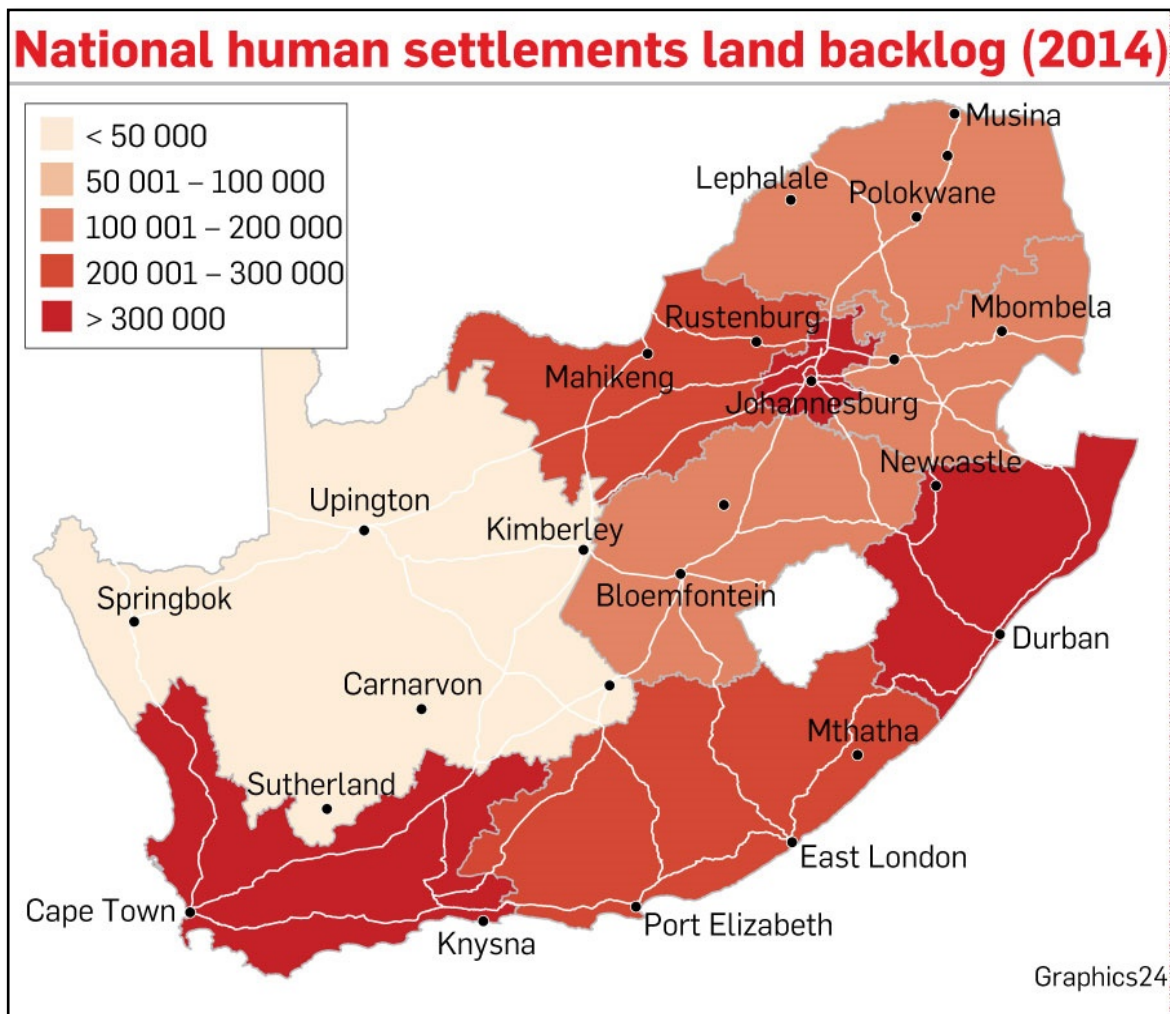 National human settlements land backlog (2014)
< 50 000
50 001 – 100 000
100 001 – 200 000
200 001 – 300 000
> 300 000
Musina
Lephalale
Polokwane
Mbombela
Rustenburg
Mahikeng
Johannesburg
Newcastle
Upington
Kimberley
Bloemfontein
Springbok
Durban
Carnarvon
Mthatha
Sutherland
East London
Cape Town
Port Elizabeth
Knysna
Graphics24